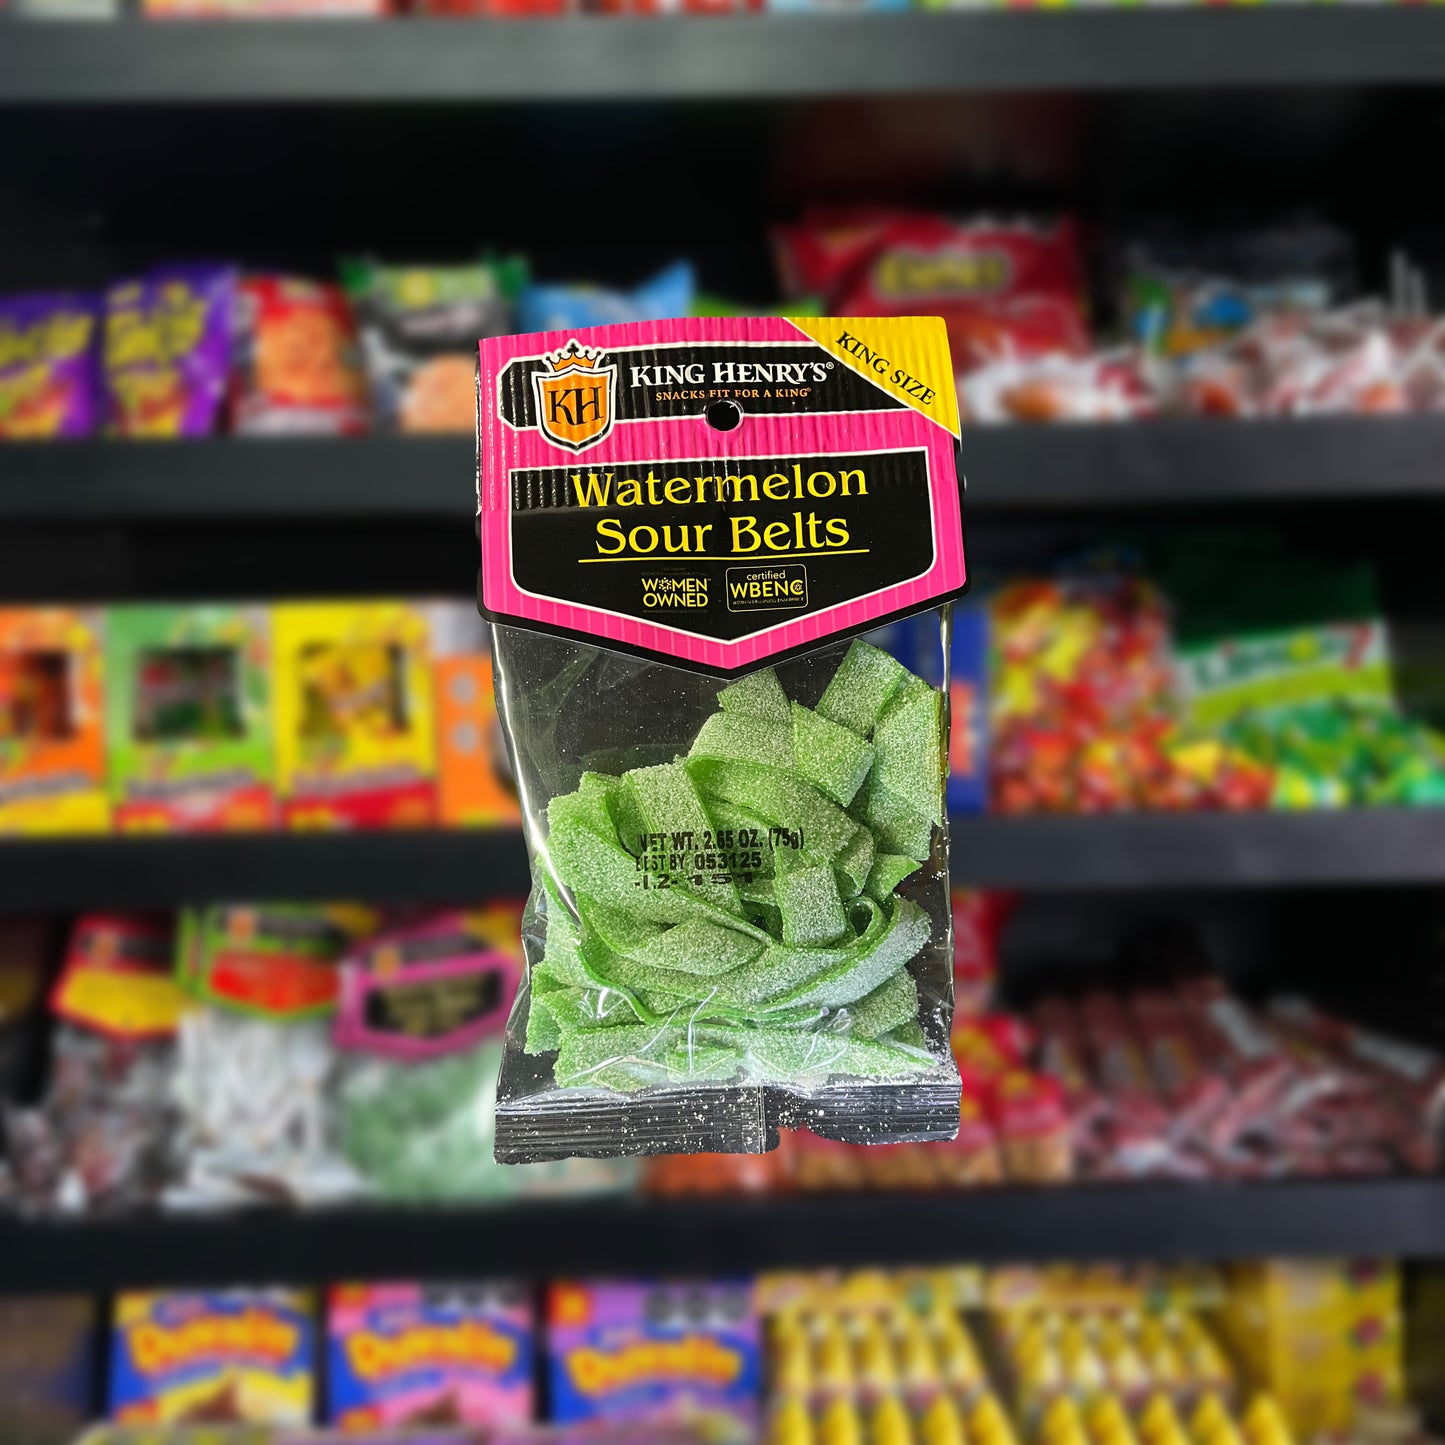 KING SIZE
KH
KING HENRY'S®
SNACKS FIT FOR A KING®
Watermelon
Sour Belts
WOMEN
OWNED
certified
WBENC
NET WT. 2.65 OZ. (75g)
BEST BY 053125